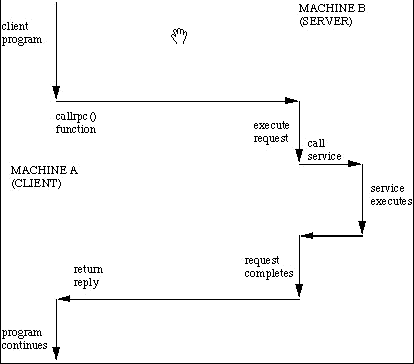 MACHINE B
(SERVER)
client
program
callrpc()
function
execute
request
call
service
MACHINE A
(CLIENT)
service
executes
request
completes
return
reply
program
continues